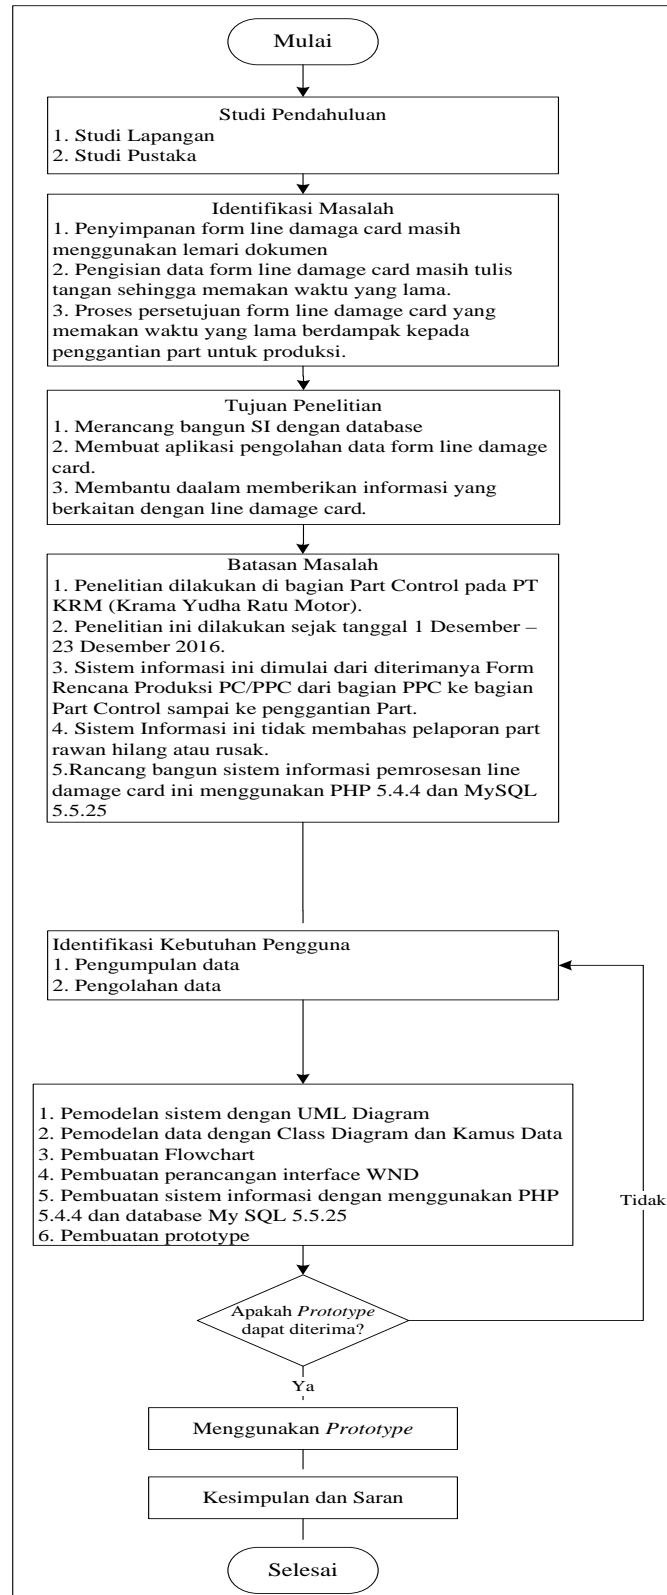 Mulai
Studi Pendahuluan
1. Studi Lapangan
2. Studi Pustaka
Identifikasi Masalah
1. Penyimpanan form line damaga card masih
menggunakan lemari dokumen
2. Pengisian data form line damage card masih tulis
tangan sehingga memakan waktu yang lama.
3. Proses persetujuan form line damage card yang
memakan waktu yang lama berdampak kepada
penggantian part untuk produksi.
Tujuan Penelitian
1. Merancang bangun SI dengan database
2. Membuat aplikasi pengolahan data form line damage
card.
3. Membantu daalam memberikan informasi yang
berkaitan dengan line damage card.
Batasan Masalah
1. Penelitian dilakukan di bagian Part Control pada PT
KRM (Krama Yudha Ratu Motor).
2. Penelitian ini dilakukan sejak tanggal 1 Desember –
23 Desember 2016.
3. Sistem informasi ini dimulai dari diterimanya Form
Rencana Produksi PC/PPC dari bagian PPC ke bagian
Part Control sampai ke penggantian Part.
4. Sistem Informasi ini tidak membahas pelaporan part
rawan hilang atau rusak.
5.Rancang bangun sistem informasi pemrosesan line
damage card ini menggunakan PHP 5.4.4 dan MySQL
5.5.25
Identifikasi Kebutuhan Pengguna
1. Pengumpulan data
2. Pengolahan data
1. Pemodelan sistem dengan UML Diagram
2. Pemodelan data dengan Class Diagram dan Kamus Data
3. Pembuatan Flowchart
4. Pembuatan perancangan interface WND
5. Pembuatan sistem informasi dengan menggunakan PHP
5.4.4 dan database My SQL 5.5.25
6. Pembuatan prototype
Tidak
Apakah Prototype
dapat diterima?
Ya
Menggunakan Prototype
Kesimpulan dan Saran
Selesai